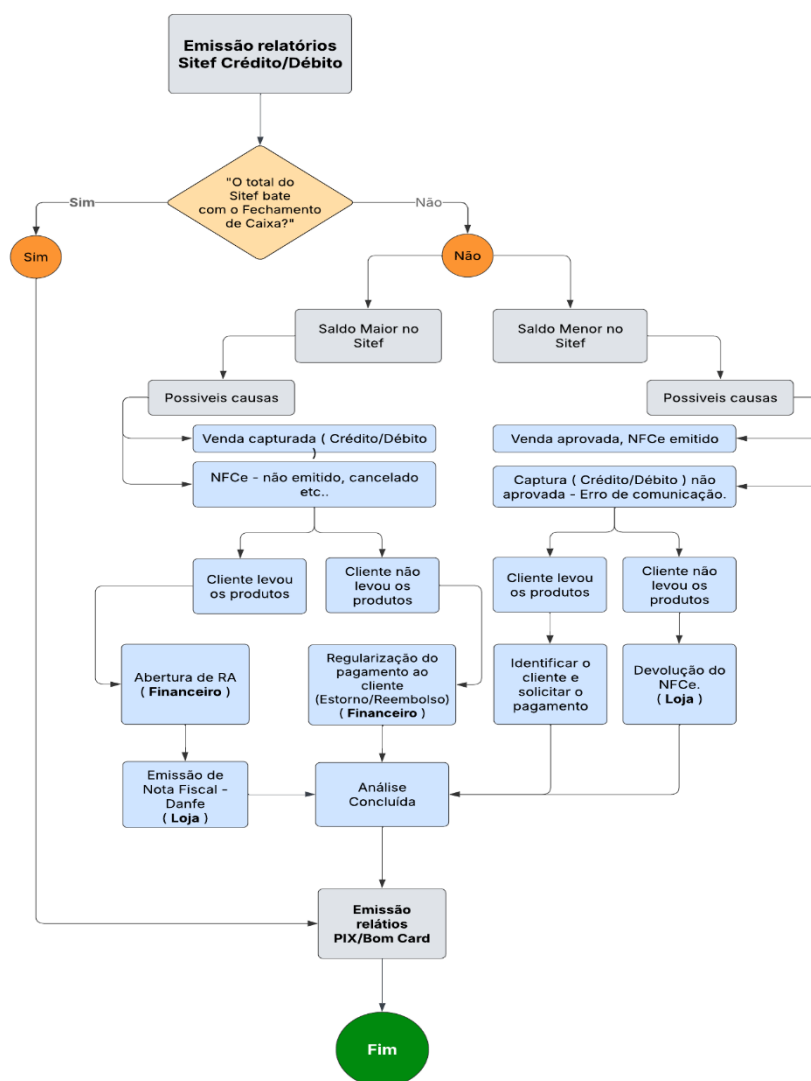 Emissão relatórios
Sitef Crédito/Débito
"O total do
Sitef bate
com o Fechamento
de Caixa?"
Sim
Não
Sim
Não
Saldo Maior no
Sitef
Saldo Menor no
Sitef
Possiveis causas
Possiveis causas
Venda capturada ( Crédito/Débito
)
Venda aprovada, NFCe emitido
NFCe - não emitido, cancelado
etc..
Captura ( Crédito/Débito ) não
aprovada - Erro de comunicação.
Cliente levou
os produtos
Cliente não
levou os
produtos
Cliente levou
os produtos
Cliente não
levou os
produtos
Abertura de RA
( Financeiro )
Regularização do
pagamento ao
cliente
(Estorno/Reembolso)
( Financeiro )
Identificar o
cliente e
solicitar o
pagamento
Devolução do
NFCe.
( Loja )
Emissão de
Nota Fiscal -
Danfe
( Loja )
Análise
Concluída
Emissão
relátios
PIX/Bom Card
Fim